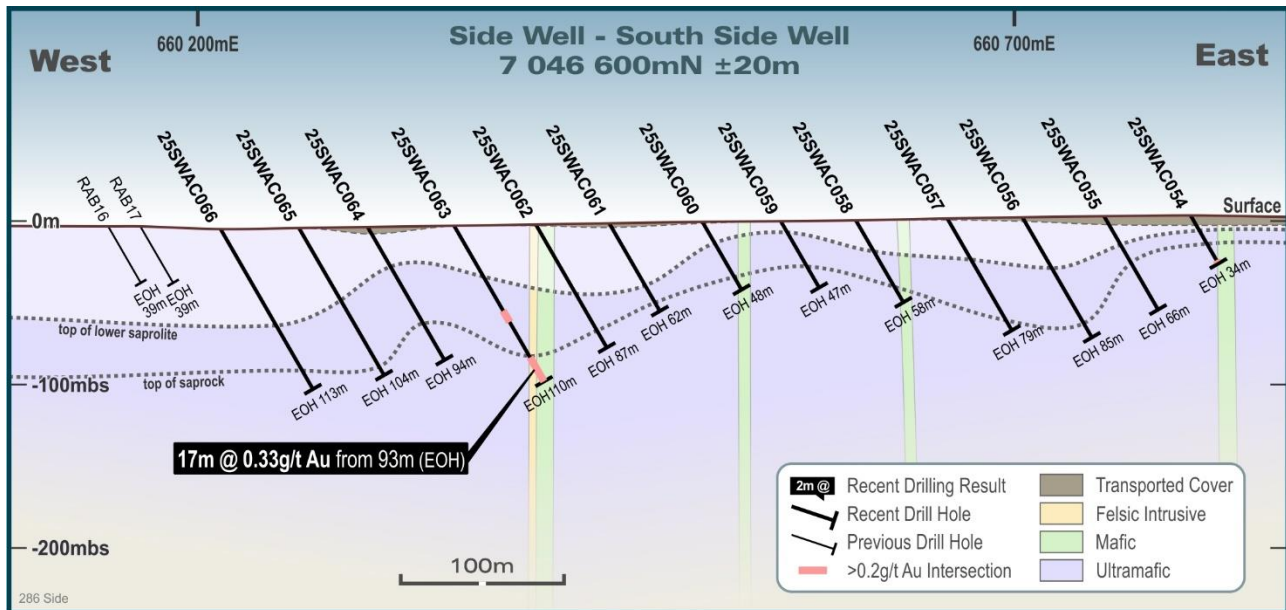 660 200mE
660 700mE
Side Well - South Side Well
7 046 600mN ±20m
West
East
RAB16
RAB17
25SWAC066
25SWAC065
25SWAC064
25SWAC063
25SWAC062
25SWAC061
25SWAC060
25SWAC059
25SWAC058
25SWAC057
25SWAC056
25SWAC055
25SWAC054
0m
Surface
EOH
39m
EOH
39m
EOH 113m
EOH 104m
EOH 94m
EOH110m
EOH 87m
EOH 62m
EOH 48m
EOH 47m
EOH 58m
EOH 79m
EOH 85m
EOH 66m
EOH 34m
top of lower saprolite
top of saprock
-100mbs
17m @ 0.33g/t Au from 93m (EOH)
-200mbs
100m
2m @
Recent Drilling Result
Recent Drill Hole
Previous Drill Hole
>0.2g/t Au Intersection
Transported Cover
Felsic Intrusive
Mafic
Ultramafic
286 Side